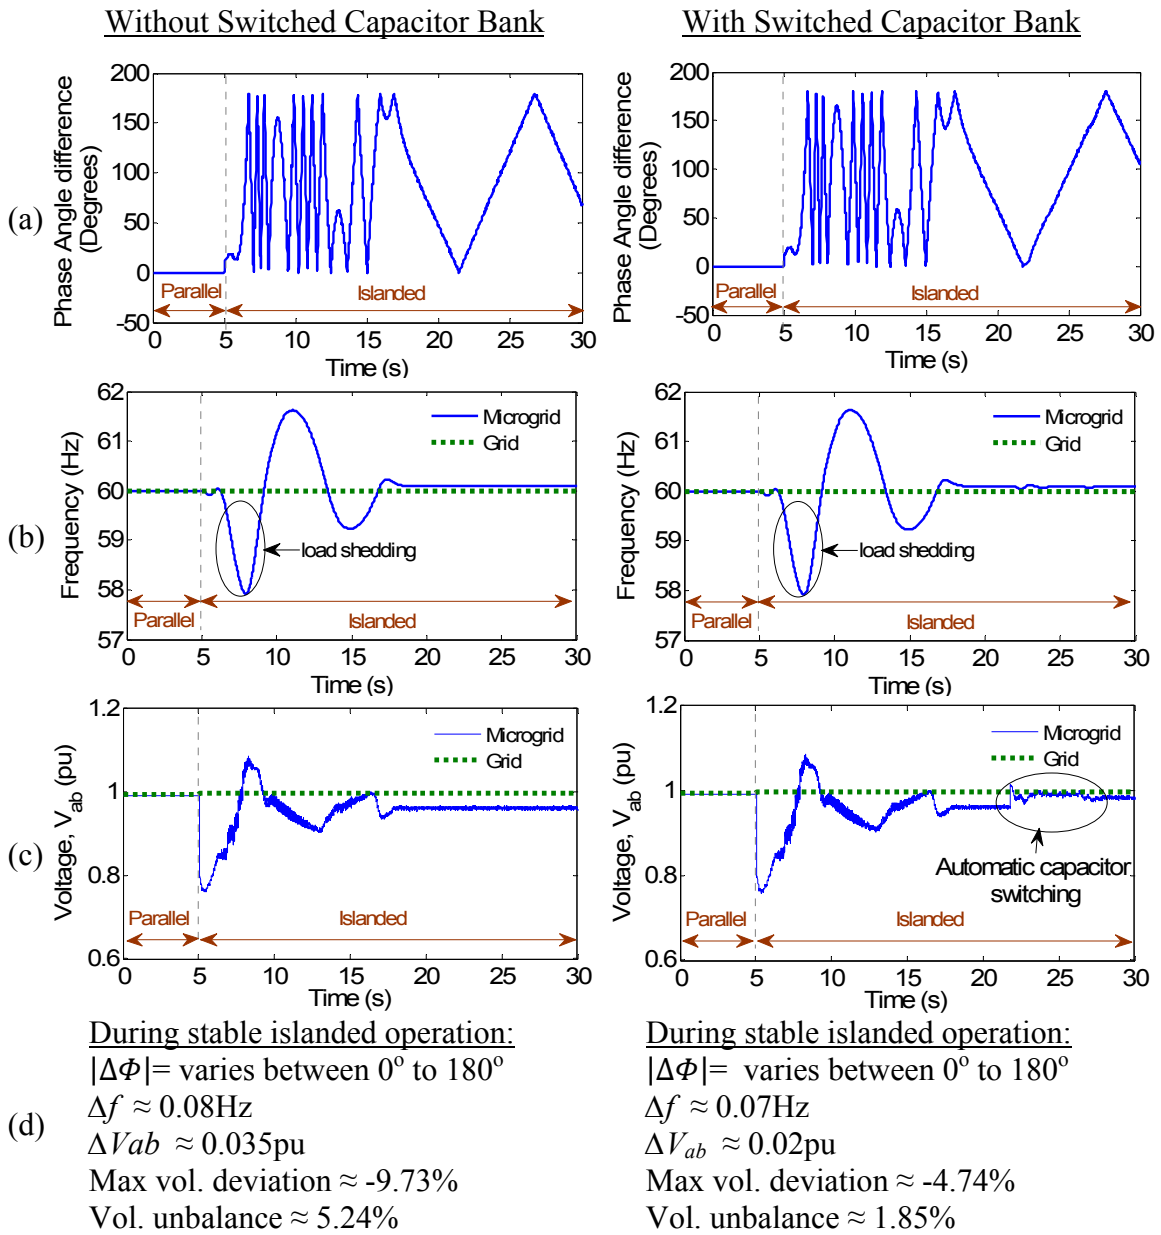 Without Switched Capacitor Bank
With Switched Capacitor Bank
(a)
Phase Angle difference
(Degrees)
200
150
100
50
0
-50
Parallel
Islanded
0 5 10 15 20 25 30
Time (s)
Phase Angle difference
(Degrees)
200
150
100
50
0
-50
Parallel
Islanded
0 5 10 15 20 25 30
Time (s)
(b)
Frequency (Hz)
62
61
60
59
58
57
Microgrid
Grid
load shedding
Parallel
Islanded
0 5 10 15 20 25 30
Time (s)
Frequency (Hz)
62
61
60
59
58
57
Microgrid
Grid
load shedding
Parallel
Islanded
0 5 10 15 20 25 30
Time (s)
(c)
Voltage, Vab (pu)
1.2
1
0.8
0.6
Microgrid
Grid
Parallel
Islanded
0 5 10 15 20 25 30
Time (s)
Voltage, Vab (pu)
1.2
1
0.8
0.6
Microgrid
Grid
Automatic capacitor
switching
Parallel
Islanded
0 5 10 15 20 25 30
Time (s)
(d)
During stable islanded operation:
|ΔΦ|= varies between 0° to 180°
Δf ≈ 0.08Hz
ΔVab ≈ 0.035pu
Max vol. deviation ≈ -9.73%
Vol. unbalance ≈ 5.24%
During stable islanded operation:
|ΔΦ|= varies between 0° to 180°
Δf ≈ 0.07Hz
ΔVab ≈ 0.02pu
Max vol. deviation ≈ -4.74%
Vol. unbalance ≈ 1.85%